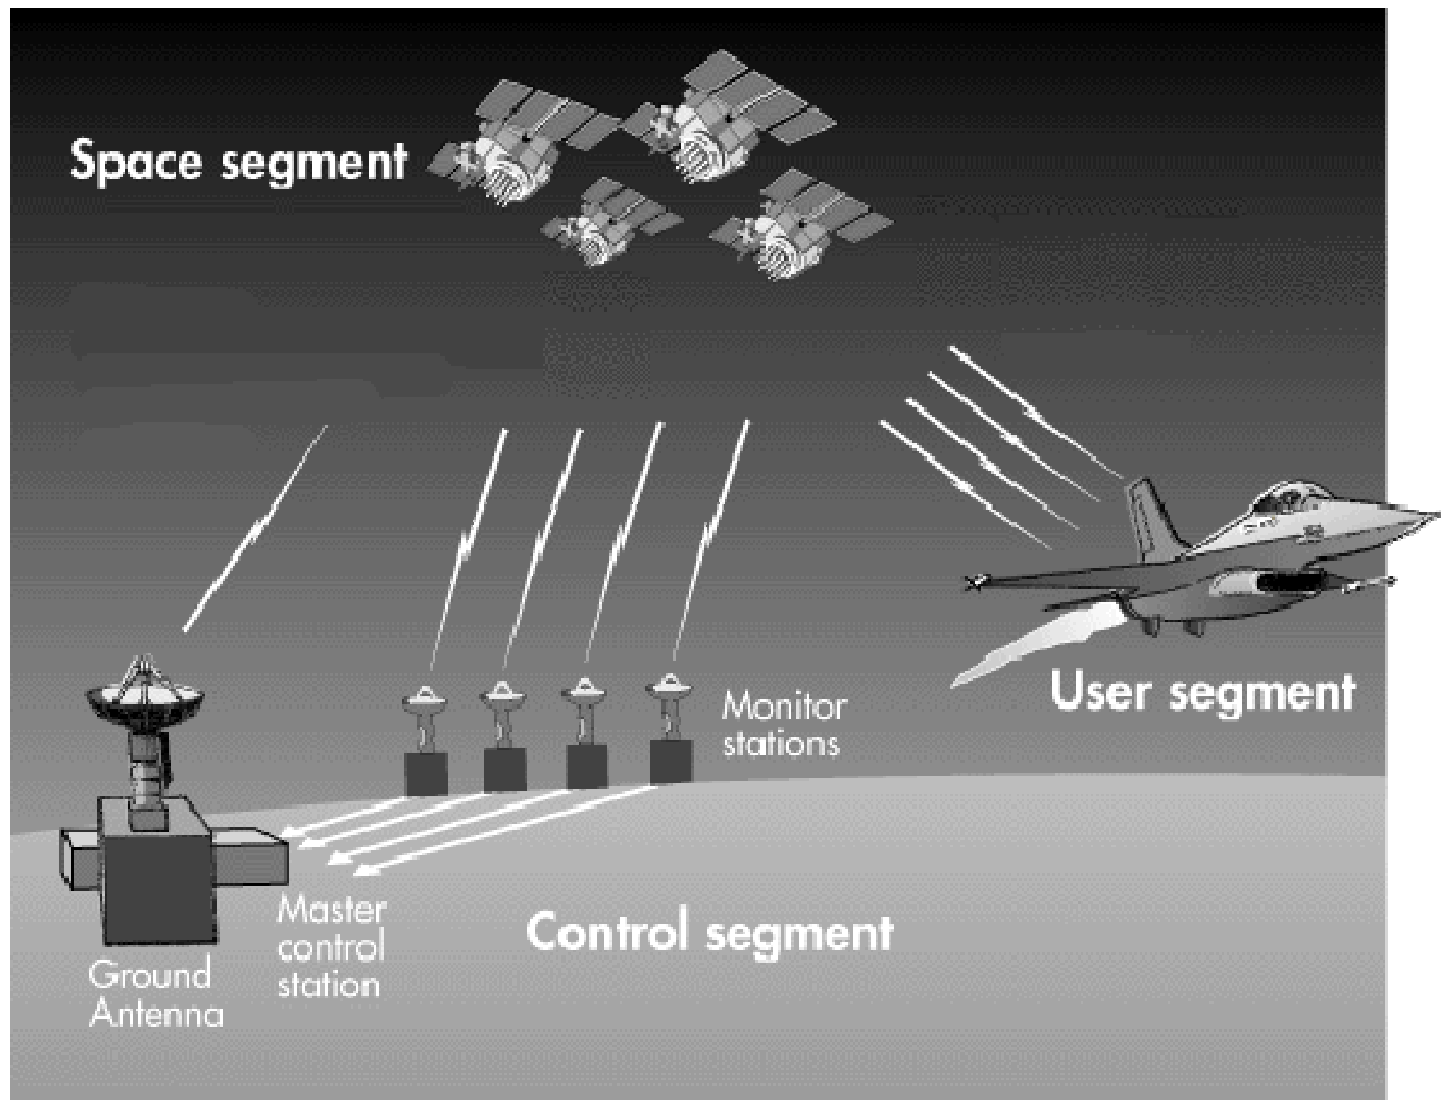 Space segment
Monitor
stations
User segment
Master
control
station
Control segment
Ground
Antenna